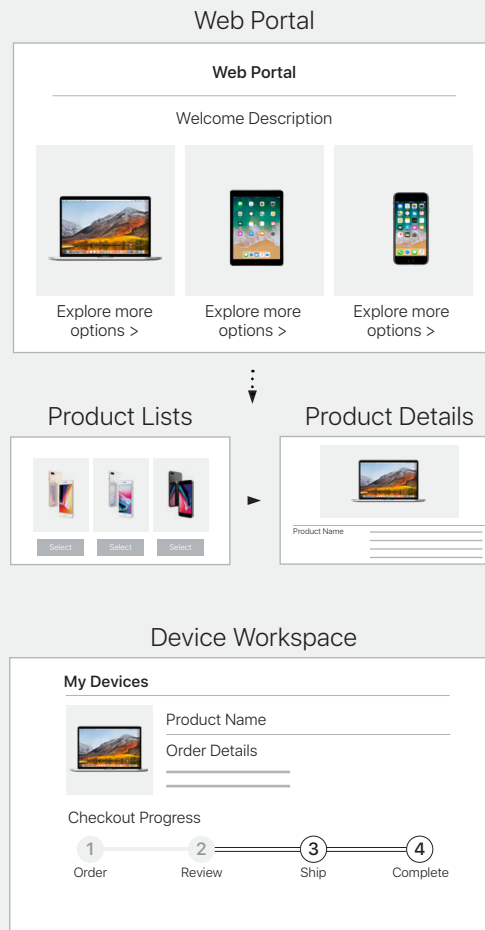 Web Portal
Web Portal
Welcome Description
Explore more
options >
Explore more
options >
Explore more
options >
Product Lists
Product Details
Select
Select
Select
Product Name
Device Workspace
My Devices
Product Name
Order Details
Checkout Progress
1
2
3
4
Order
Review
Ship
Complete